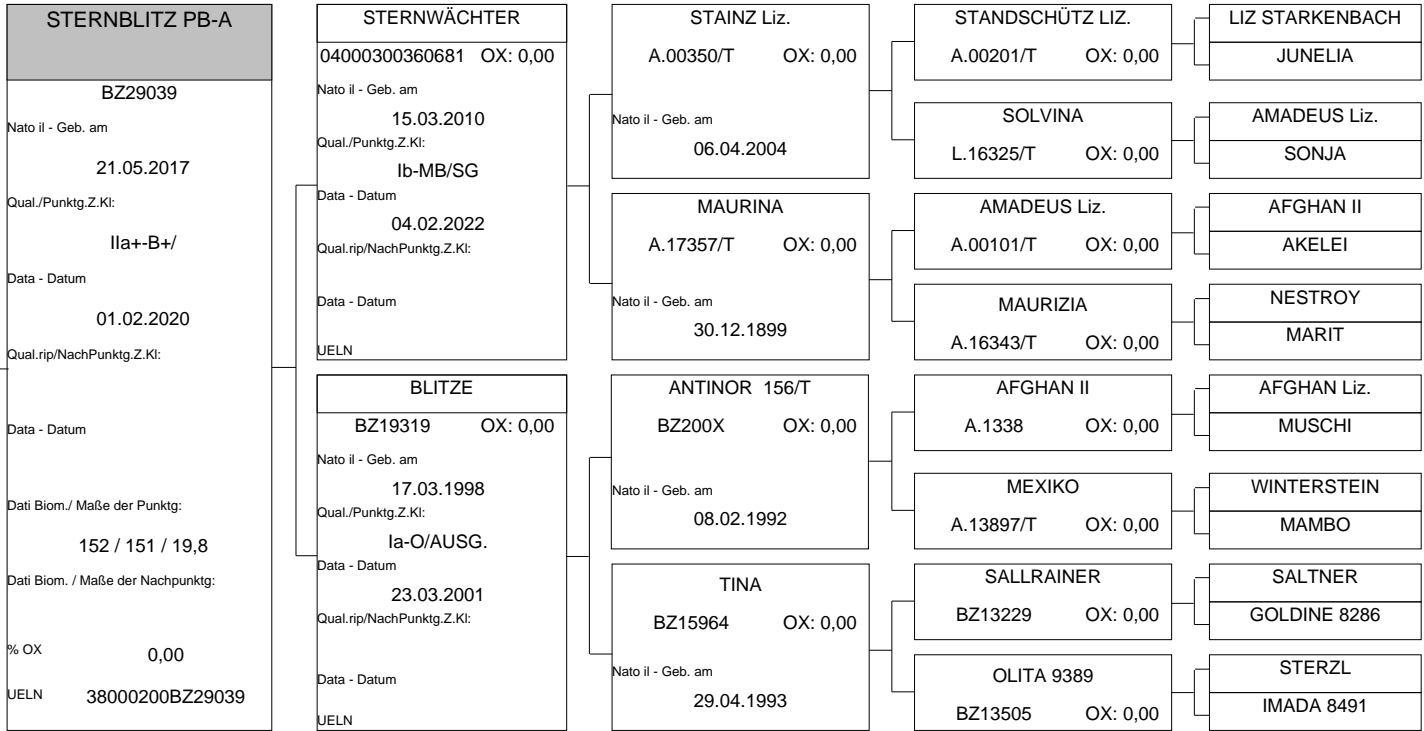 STERNBLITZ PB-A
BZ29039
Nato il - Geb. am
21.05.2017
Qual./Punktg.Z.Kl:
IIa+-B+/
Data - Datum
01.02.2020
Qual.rip/NachPunktg.Z.Kl:
Data - Datum
Dati Biom./ Maße der Punktg:
152 / 151 / 19,8
Dati Biom. / Maße der Nachpunktg:
% OX 0,00
UELN 38000200BZ29039
STERNWÄCHTER
04000300360681 OX: 0,00
Nato il - Geb. am
15.03.2010
Qual./Punktg.Z.Kl:
Ib-MB/SG
Data - Datum
04.02.2022
Qual.rip/NachPunktg.Z.Kl:
Data - Datum
UELN
BLITZE
BZ19319 OX: 0,00
Nato il - Geb. am
17.03.1998
Qual./Punktg.Z.Kl:
Ia-O/AUSG.
Data - Datum
23.03.2001
Qual.rip/NachPunktg.Z.Kl:
Data - Datum
UELN
STAINZ Liz.
A.00350/T OX: 0,00
Nato il - Geb. am
06.04.2004
MAURINA
A.17357/T OX: 0,00
Nato il - Geb. am
30.12.1899
ANTINOR 156/T
BZ200X OX: 0,00
Nato il - Geb. am
08.02.1992
TINA
BZ15964 OX: 0,00
Nato il - Geb. am
29.04.1993
STANDSCHÜTZ LIZ.
A.00201/T OX: 0,00
SOLVINA
L.16325/T OX: 0,00
AMADEUS Liz.
A.00101/T OX: 0,00
MAURIZIA
A.16343/T OX: 0,00
AFGHAN II
A.1338 OX: 0,00
MEXIKO
A.13897/T OX: 0,00
SALLRAINER
BZ13229 OX: 0,00
OLITA 9389
BZ13505 OX: 0,00
LIZ STARKENBACH
JUNELIA
AMADEUS Liz.
SONJA
AFGHAN II
AKELEI
NESTROY
MARIT
AFGHAN Liz.
MUSCHI
WINTERSTEIN
MAMBO
SALTNER
GOLDINE 8286
STERZL
IMADA 8491